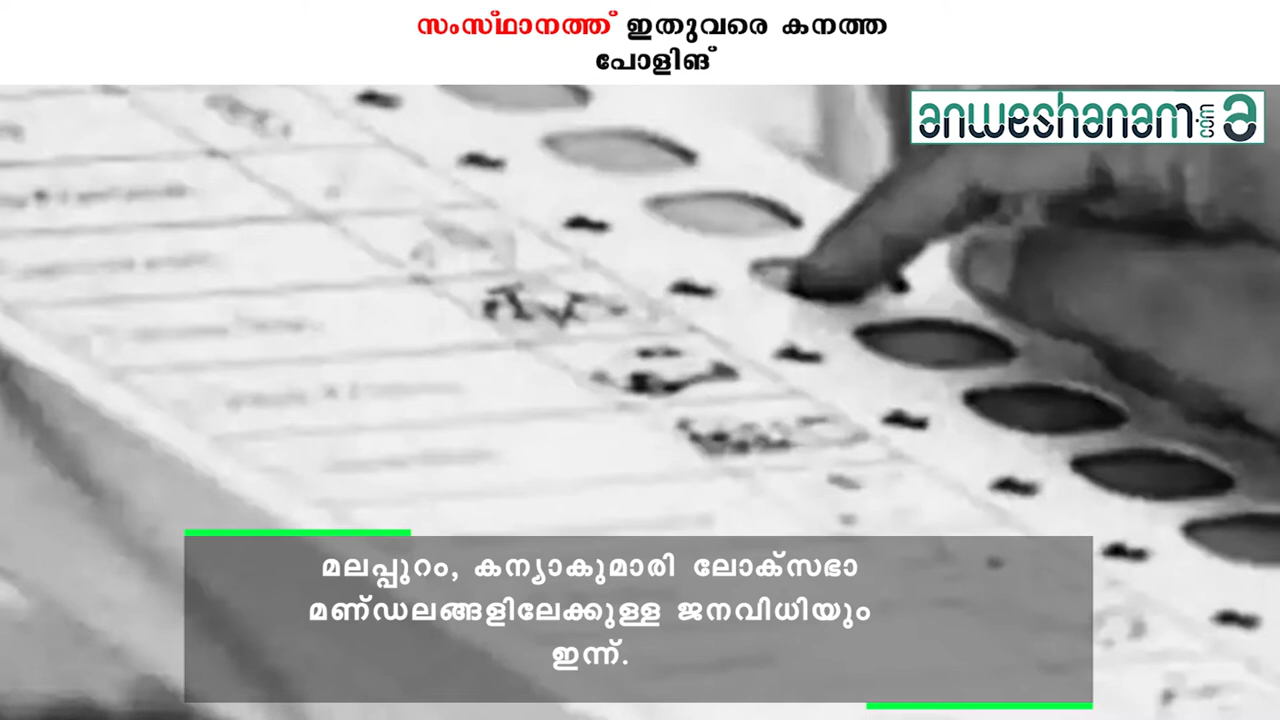 സംസ്ഥാനത്ത് ഇതുവരെ കനത്ത
പോളിങ്
anweshanam.com a
മലപ്പുറം, കന്യാകുമാരി ലോക്സഭാ
മണ്ഡലങ്ങളിലേക്കുള്ള ജനവിധിയും
ഇന്ന്.